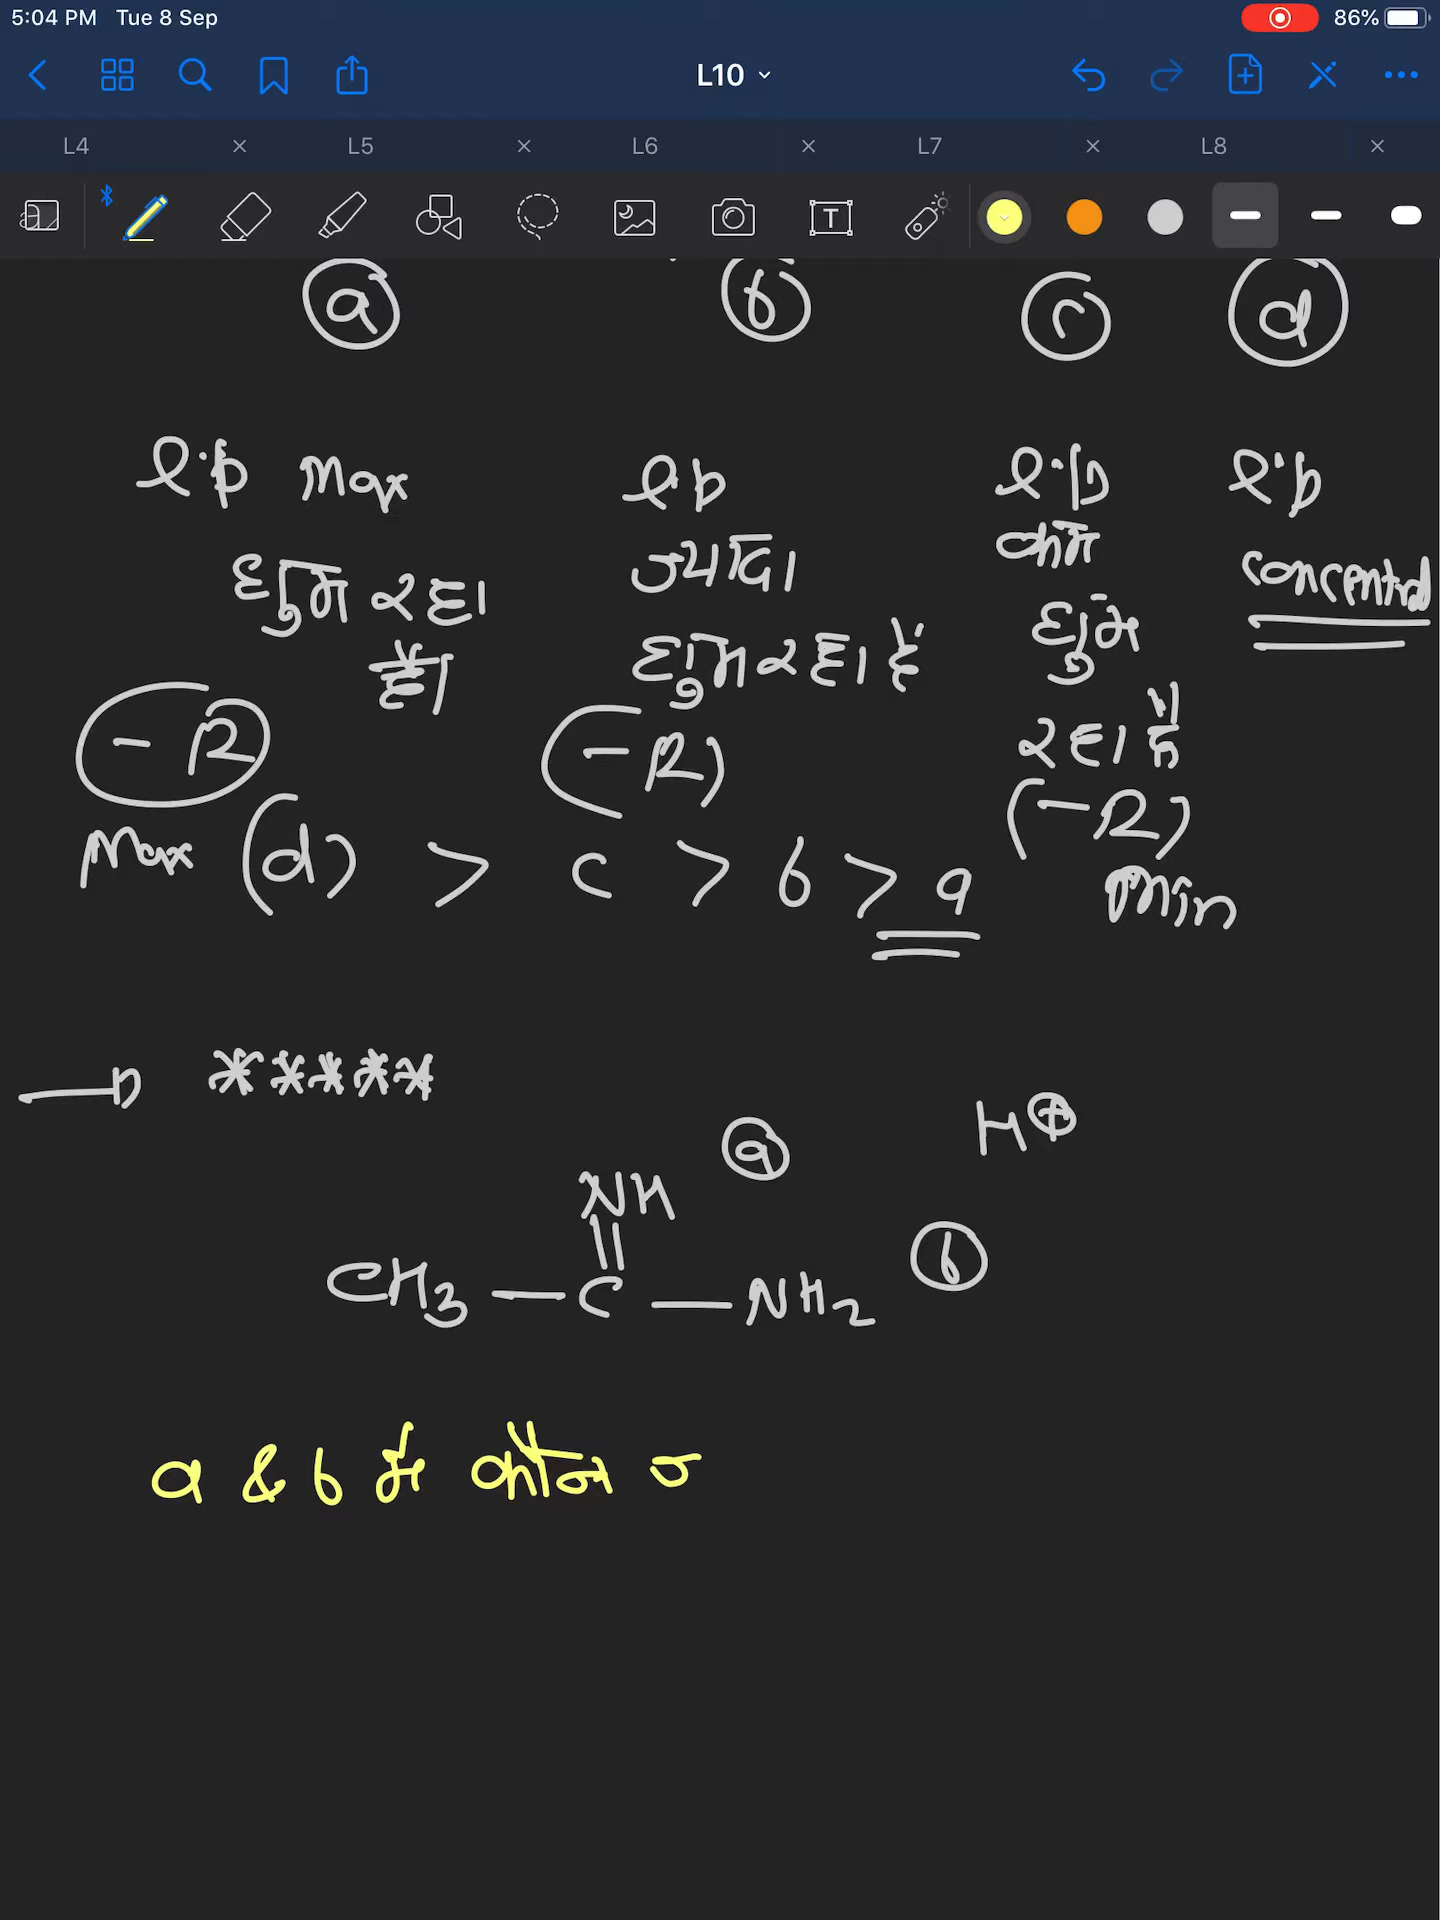 5:04 PM Tue 8 Sep 86%
L10
L4 × L5 × L6 × L7 × L8 ×
a T
a b c d
l.p Max l.p l.p l.p
घुम रहा ज्यादा कम concentrad
है घुम रहा है घुम
रहा है
-R (-R) (-R)
Max (d) > c > b > a Min
*****
a H⊕
NH
CH3 — C — NH2 b
a & b में कौन ज